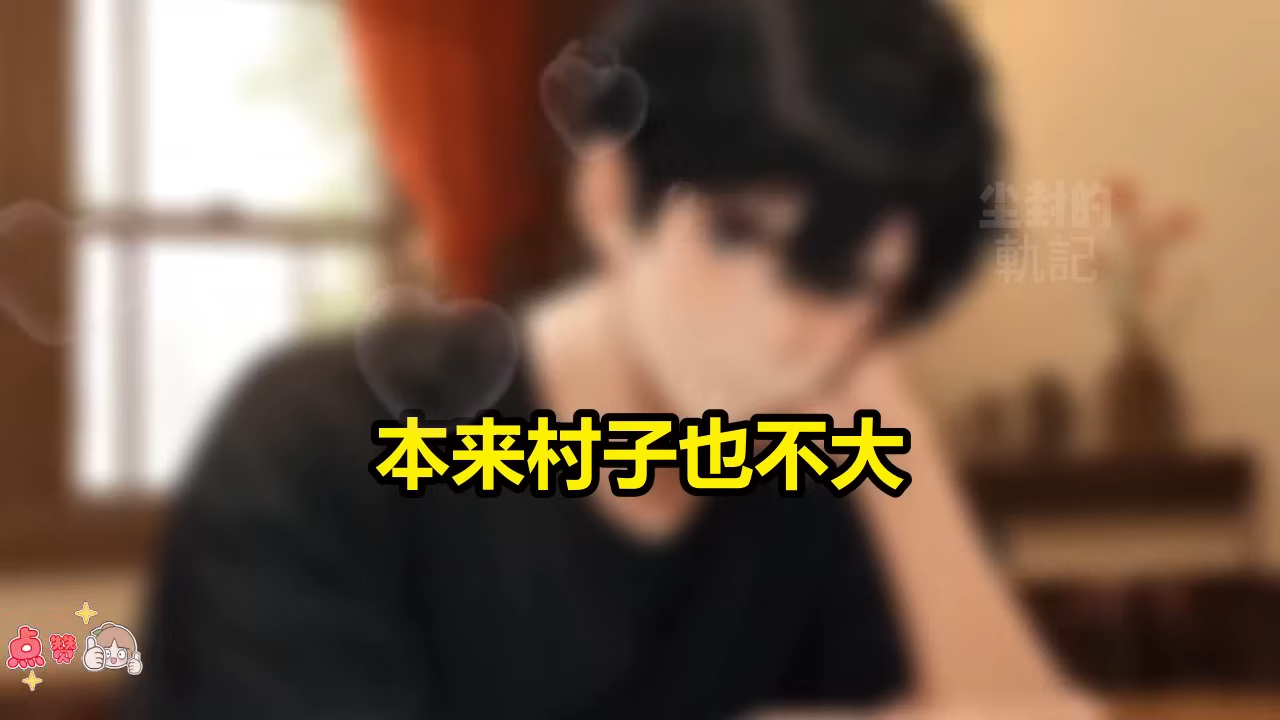 尘封的
軌記
本来村子也不大
点赞